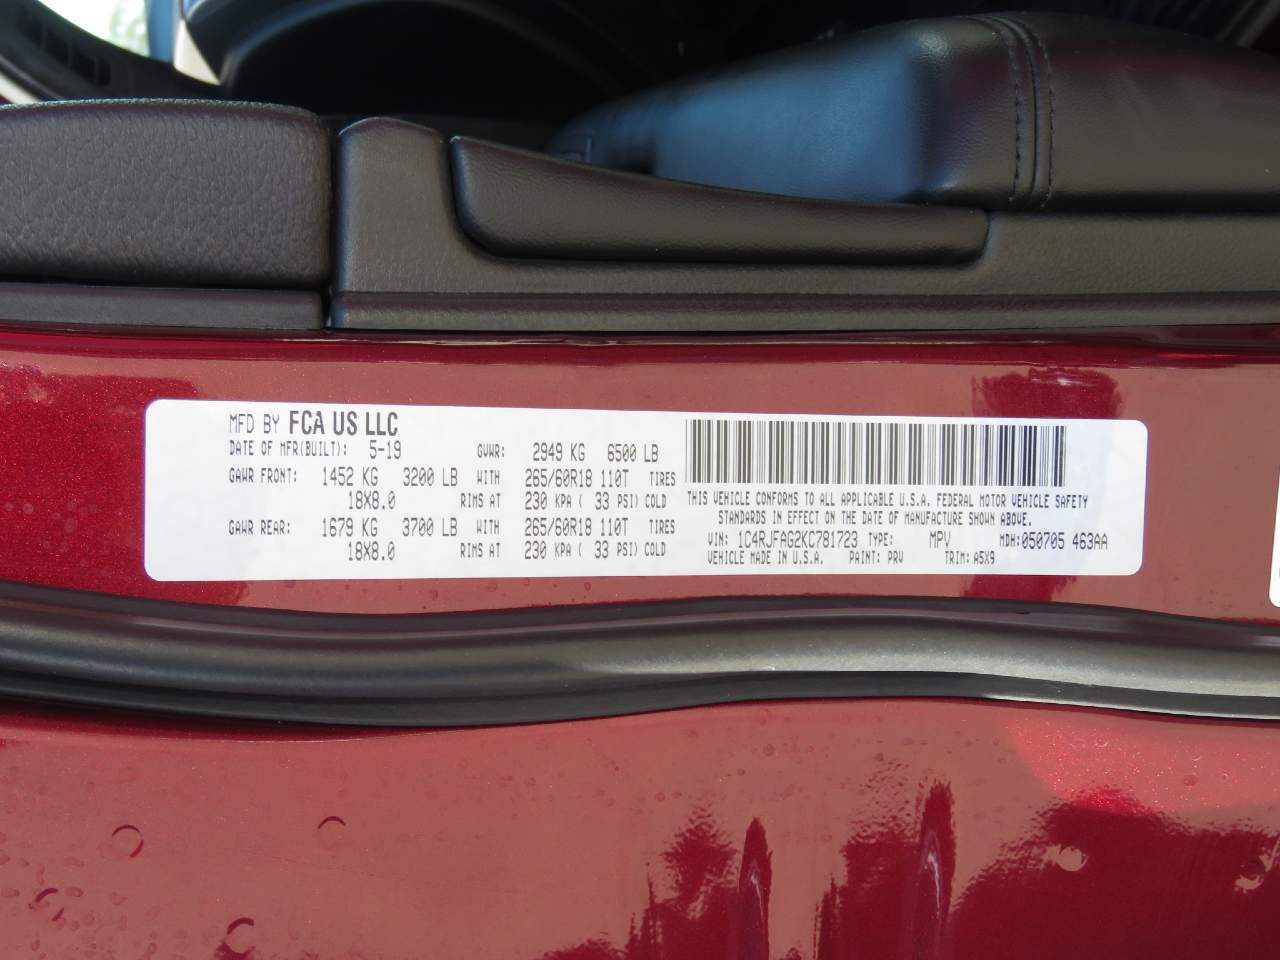 MFD BY FCA US LLC
DATE OF MFR(BUILT): 5-19 GVWR: 2949 KG 6500 LB
GAWR FRONT: 1452 KG 3200 LB WITH 265/60R18 110T TIRES
18X8.0 RIMS AT 230 KPA ( 33 PSI) COLD
GAWR REAR: 1679 KG 3700 LB WITH 265/60R18 110T TIRES
18X8.0 RIMS AT 230 KPA ( 33 PSI) COLD
THIS VEHICLE CONFORMS TO ALL APPLICABLE U.S.A. FEDERAL MOTOR VEHICLE SAFETY
STANDARDS IN EFFECT ON THE DATE OF MANUFACTURE SHOWN ABOVE.
VIN: 1C4RJFAG2KC781723 TYPE: MPV MDH: 050705 463AA
VEHICLE MADE IN U.S.A. PAINT: PRV TRIM: A5X9